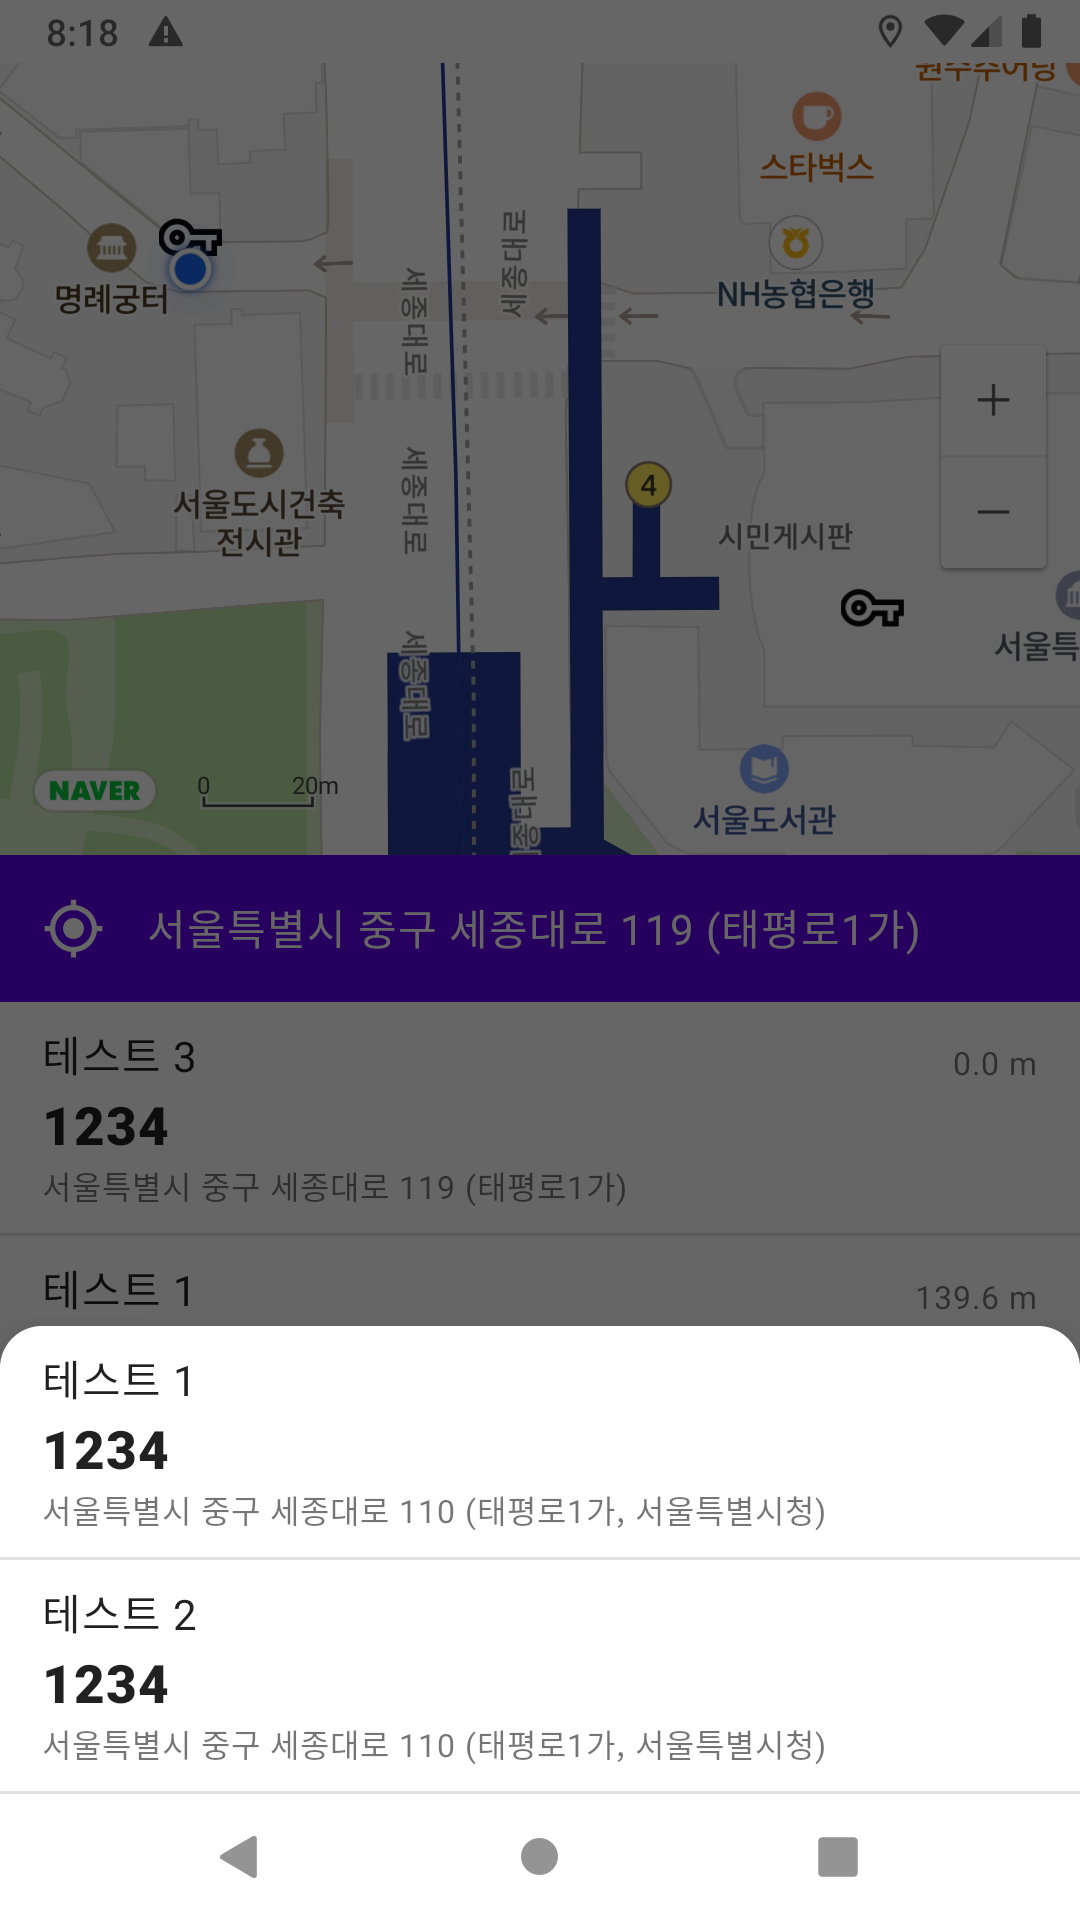 8:18
원주추어탕
스타벅스
명례궁터
세종대로
세종대로
NH농협은행
서울도시건축
전시관
세종대로
4
시민게시판
서울특
세종대로
NAVER
0 20m
세종대로
서울도서관
서울특별시 중구 세종대로 119 (태평로1가)
테스트 3
0.0 m
1234
서울특별시 중구 세종대로 119 (태평로1가)
테스트 1
139.6 m
테스트 1
1234
서울특별시 중구 세종대로 110 (태평로1가, 서울특별시청)
테스트 2
1234
서울특별시 중구 세종대로 110 (태평로1가, 서울특별시청)